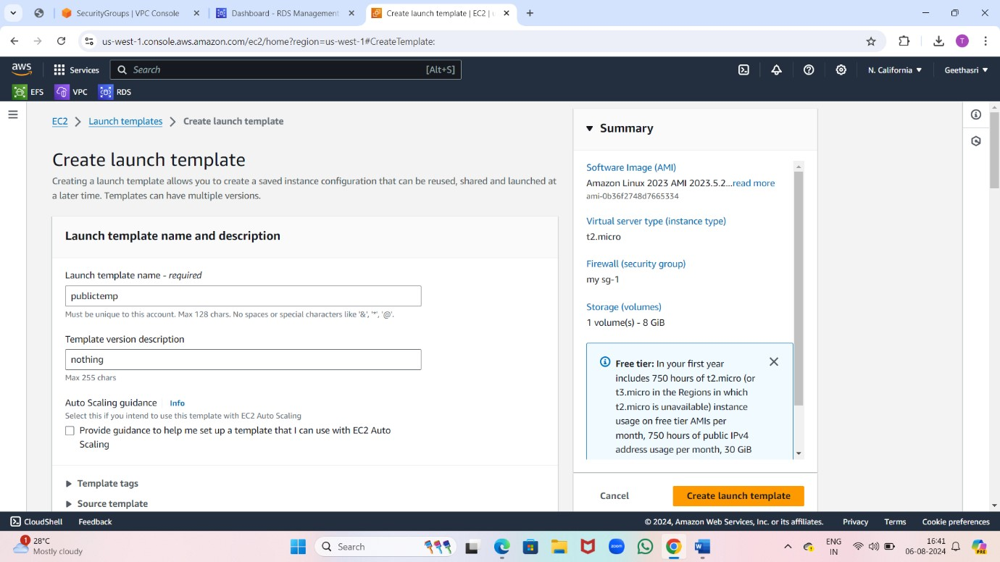 SecurityGroups | VPC Console
Dashboard - RDS Management
Create launch template | EC2 | u
us-west-1.console.aws.amazon.com/ec2/home?region=us-west-1#CreateTemplate:
T
aws
Services
Search
[Alt+S]
N. California
Geethasri
EFS
VPC
RDS
EC2
Launch templates
Create launch template
Create launch template
Creating a launch template allows you to create a saved instance configuration that can be reused, shared and launched at
a later time. Templates can have multiple versions.
Launch template name and description
Launch template name - required
publictemp
Must be unique to this account. Max 128 chars. No spaces or special characters like '&', '*', '@'.
Template version description
nothing
Max 255 chars
Auto Scaling guidance Info
Select this if you intend to use this template with EC2 Auto Scaling
Provide guidance to help me set up a template that I can use with EC2 Auto
Scaling
Template tags
Source template
Summary
Software Image (AMI)
Amazon Linux 2023 AMI 2023.5.2...read more
ami-0b36f2748d7665334
Virtual server type (instance type)
t2.micro
Firewall (security group)
my sg-1
Storage (volumes)
1 volume(s) - 8 GiB
Free tier: In your first year
includes 750 hours of t2.micro (or
t3.micro in the Regions in which
t2.micro is unavailable) instance
usage on free tier AMIs per
month, 750 hours of public IPv4
address usage per month, 30 GiB
Cancel
Create launch template
CloudShell
Feedback
© 2024, Amazon Web Services, Inc. or its affiliates.
Privacy
Terms
Cookie preferences
1
28°C
Mostly cloudy
Search
zoom
W
ENG
IN
16:41
06-08-2024
PRE